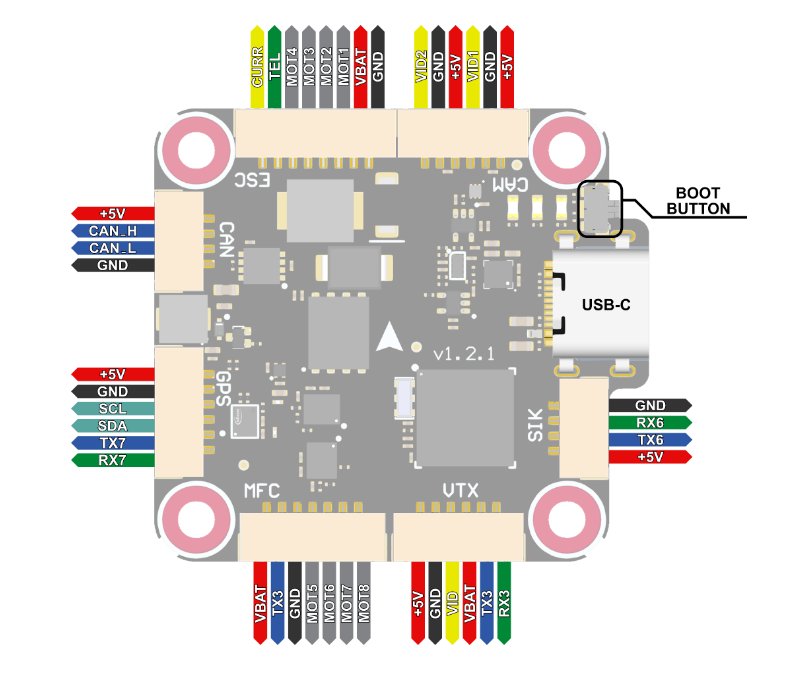 CURR
TEL
MOT4
MOT3
MOT2
MOT1
VBAT
GND
VID2
GND
+5V
VID1
GND
+5V
ESC
CAM
BOOT
BUTTON
+5V
CAN_H
CAN_L
GND
CAN
USB-C
v1.2.1
+5V
GND
SCL
SDA
TX7
RX7
GPS
SIK
GND
RX6
TX6
+5V
MFC
VTX
VBAT
TX3
GND
MOT5
MOT6
MOT7
MOT8
+5V
GND
VID
VBAT
TX3
RX3